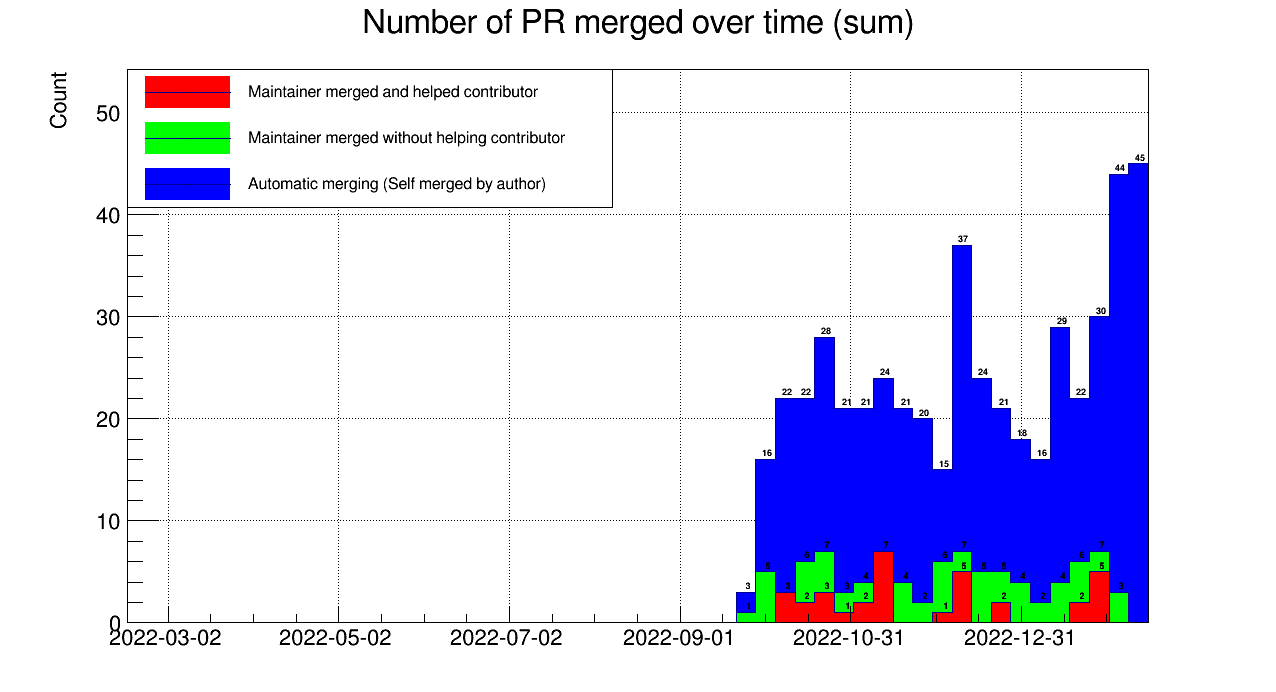 Number of PR merged over time (sum)
Count
Maintainer merged and helped contributor
Maintainer merged without helping contributor
Automatic merging (Self merged by author)
50
40
30
20
10
0
3 16 22 22 28 21 21 24 21 20 15 37 24 21 18 16 29 22 30 44 45
1 5 3 6 7 3 4 7 4 2 6 7 5 5 4 2 4 6 7 3
2 3 1 2 1 5 2 2 5
2022-03-02 2022-05-02 2022-07-02 2022-09-01 2022-10-31 2022-12-31